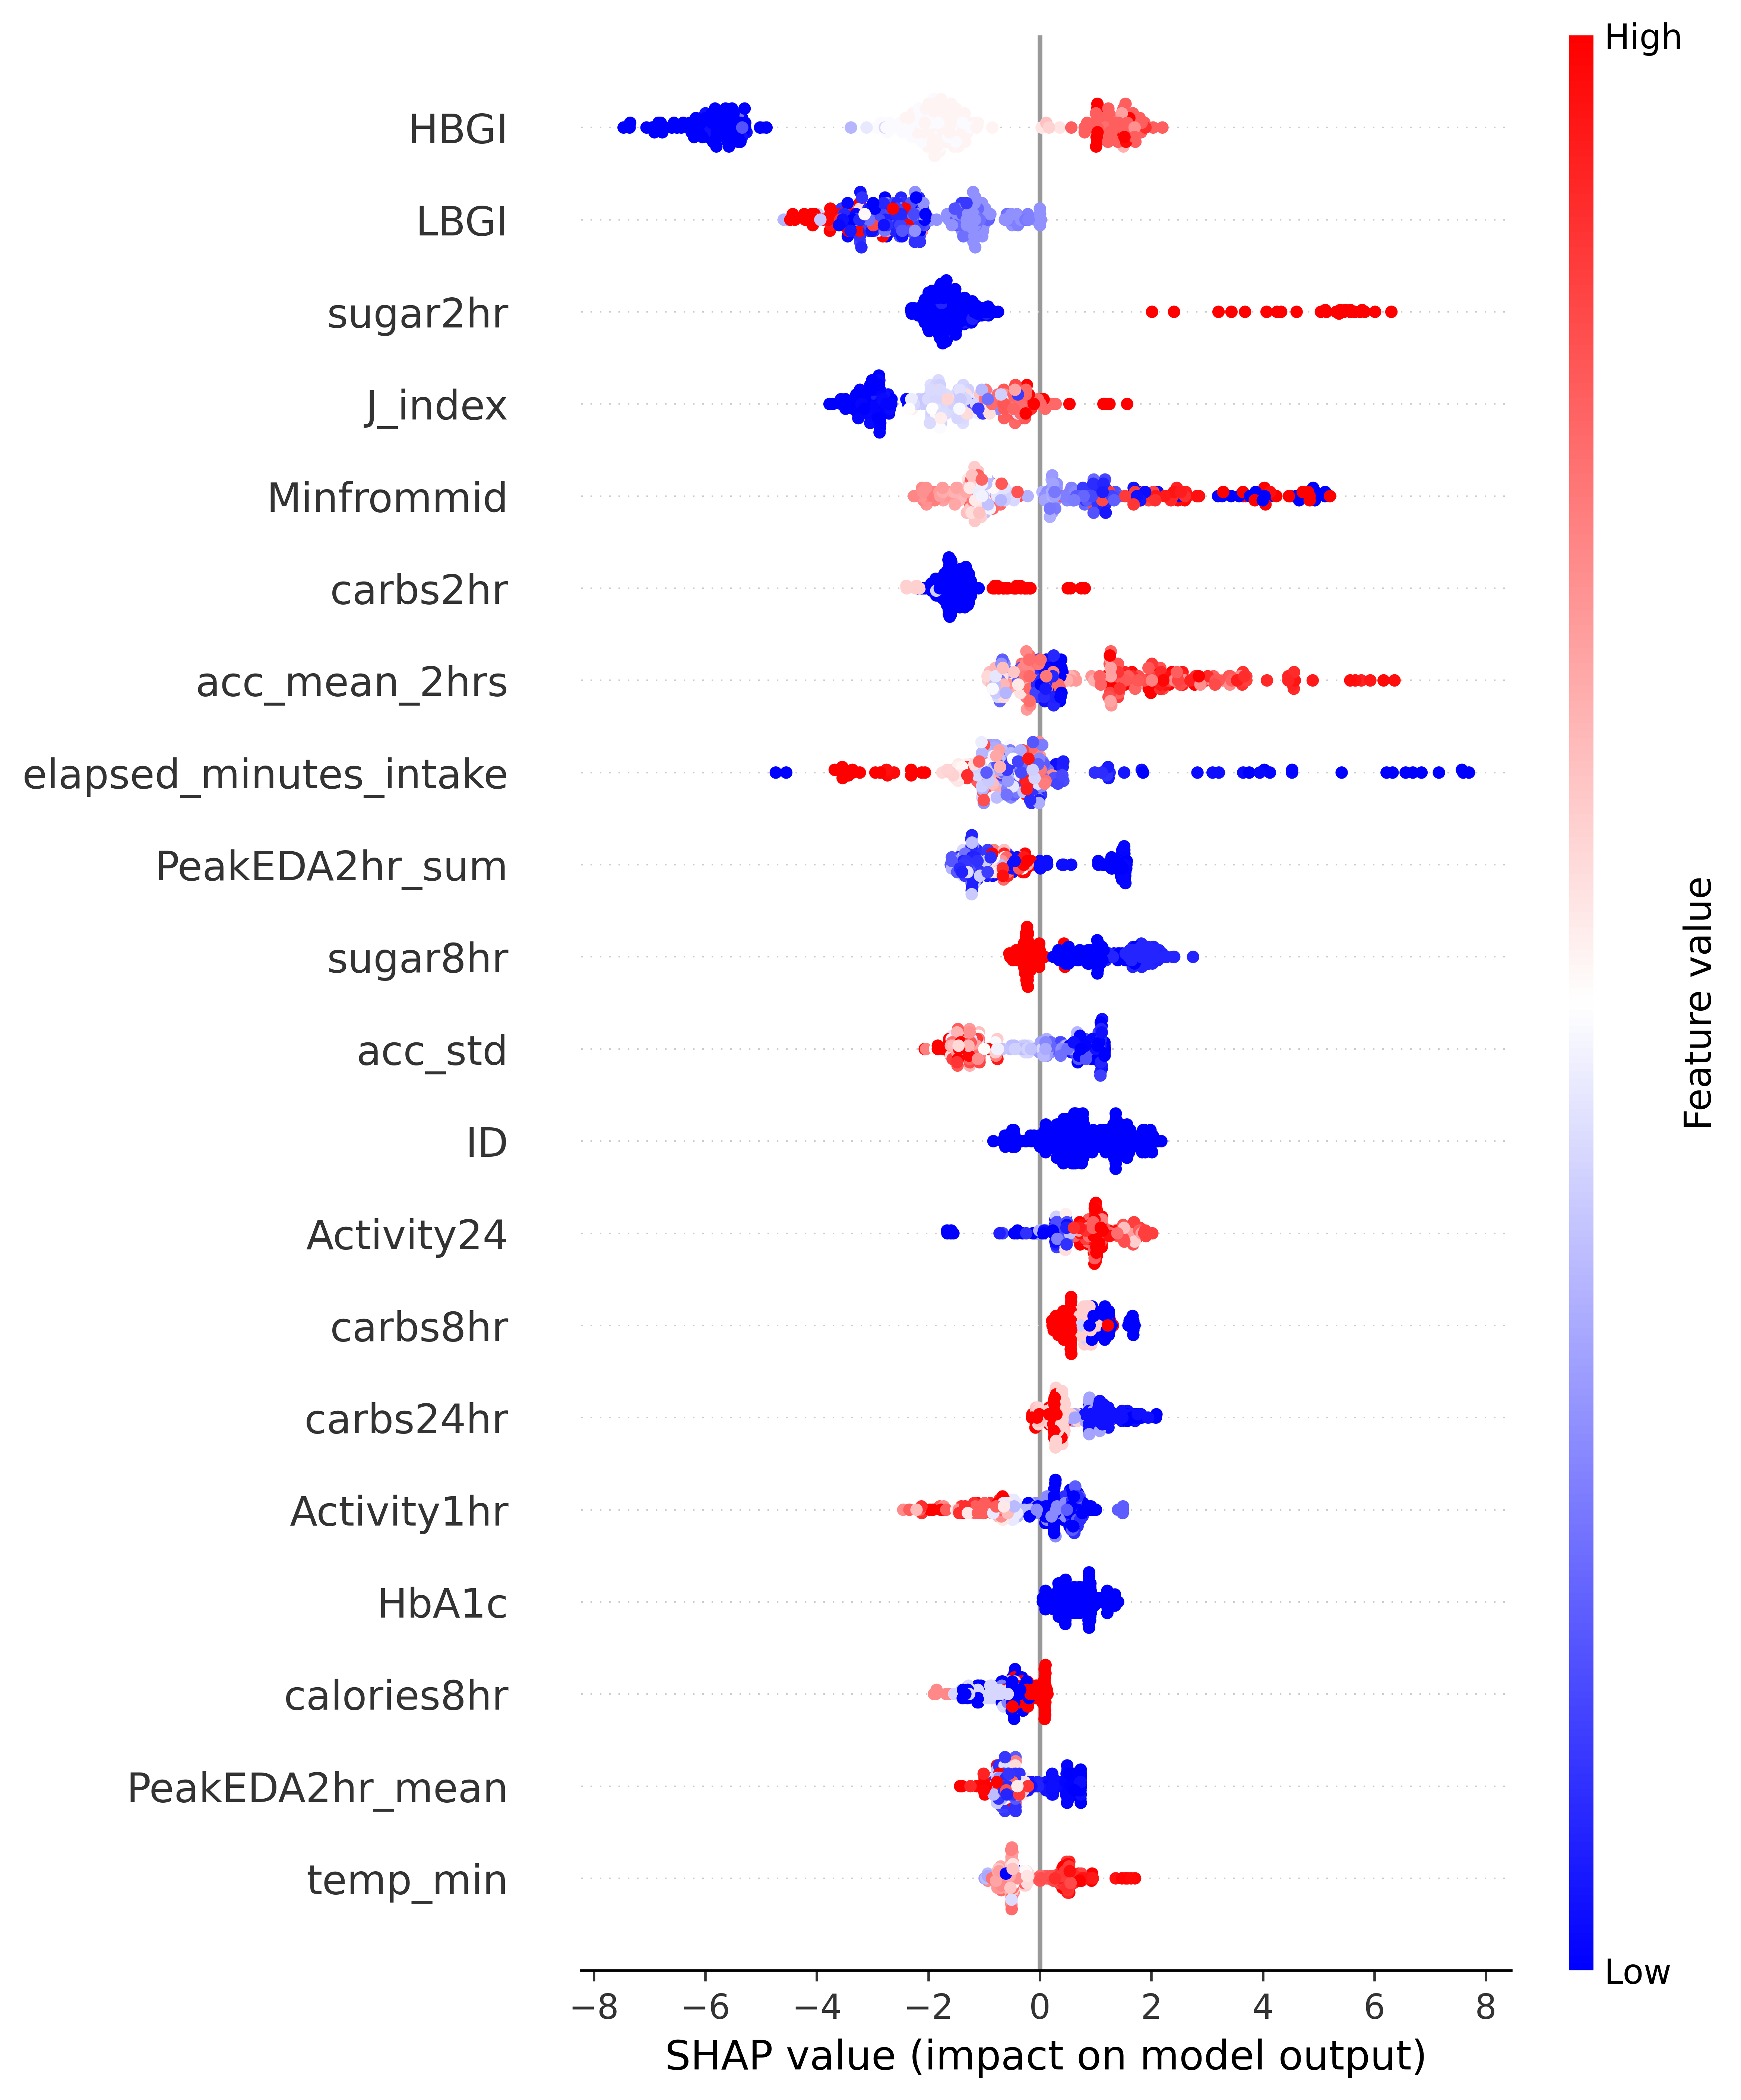 High
HBGI
LBGI
sugar2hr
J_index
Minfrommid
carbs2hr
acc_mean_2hrs
elapsed_minutes_intake
PeakEDA2hr_sum
sugar8hr
acc_std
ID
Activity24
carbs8hr
carbs24hr
Activity1hr
HbA1c
calories8hr
PeakEDA2hr_mean
temp_min
Feature value
Low
−8 −6 −4 −2 0 2 4 6 8
SHAP value (impact on model output)